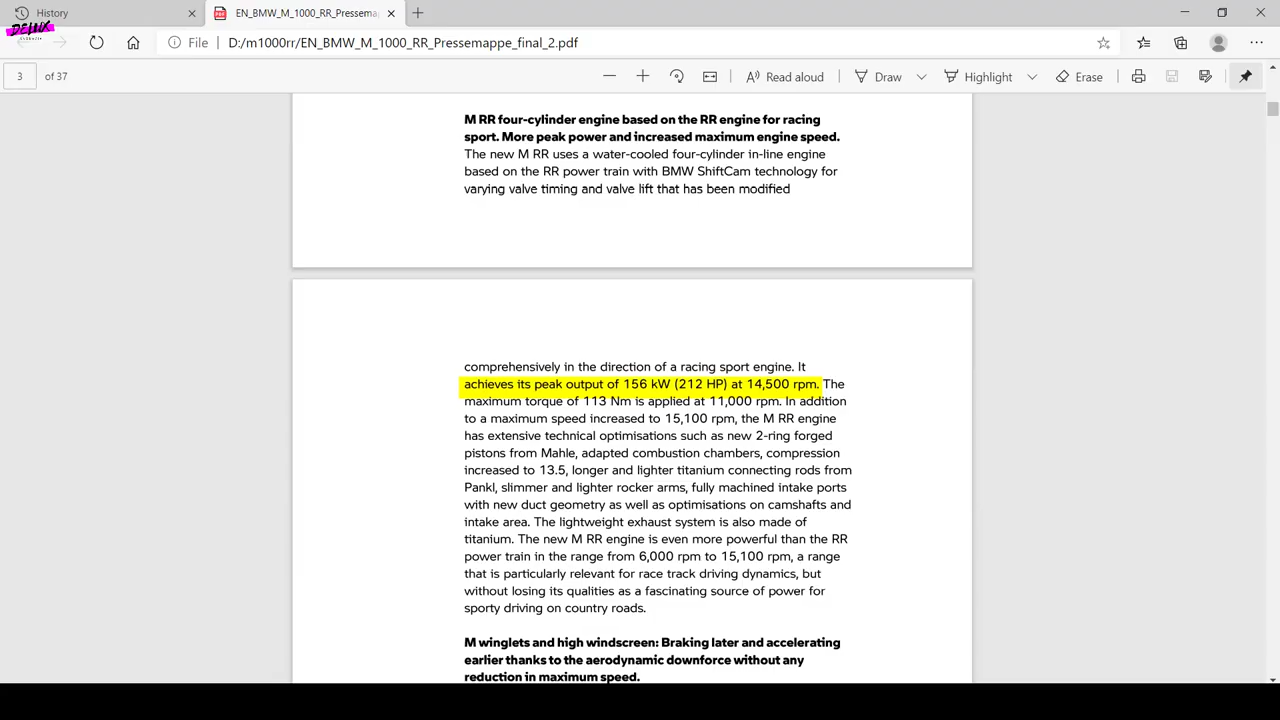 History
EN_BMW_M_1000_RR_Pressemap
DELUX
File
D:/m1000rr/EN_BMW_M_1000_RR_Pressemappe_final_2.pdf
3 of 37
Read aloud
Draw
Highlight
Erase
M RR four-cylinder engine based on the RR engine for racing
sport. More peak power and increased maximum engine speed.
The new M RR uses a water-cooled four-cylinder in-line engine
based on the RR power train with BMW ShiftCam technology for
varying valve timing and valve lift that has been modified
comprehensively in the direction of a racing sport engine. It
achieves its peak output of 156 kW (212 HP) at 14,500 rpm. The
maximum torque of 113 Nm is applied at 11,000 rpm. In addition
to a maximum speed increased to 15,100 rpm, the M RR engine
has extensive technical optimisations such as new 2-ring forged
pistons from Mahle, adapted combustion chambers, compression
increased to 13.5, longer and lighter titanium connecting rods from
Pankl, slimmer and lighter rocker arms, fully machined intake ports
with new duct geometry as well as optimisations on camshafts and
intake area. The lightweight exhaust system is also made of
titanium. The new M RR engine is even more powerful than the RR
power train in the range from 6,000 rpm to 15,100 rpm, a range
that is particularly relevant for race track driving dynamics, but
without losing its qualities as a fascinating source of power for
sporty driving on country roads.
M winglets and high windscreen: Braking later and accelerating
earlier thanks to the aerodynamic downforce without any
reduction in maximum speed.